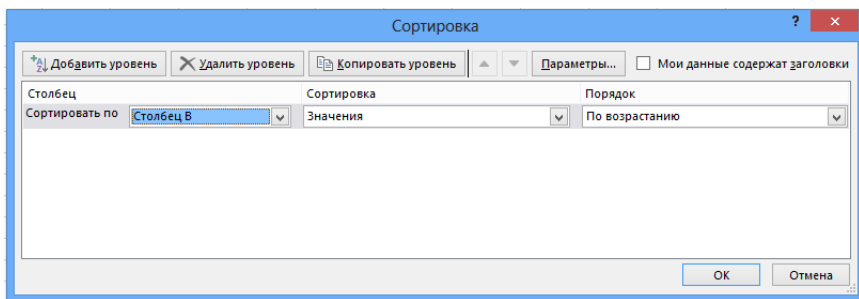 Сортировка
?
Добавить уровень Удалить уровень Копировать уровень Параметры... Мои данные содержат заголовки
Столбец Сортировка Порядок
Сортировать по Столбец B Значения По возрастанию
ОК Отмена